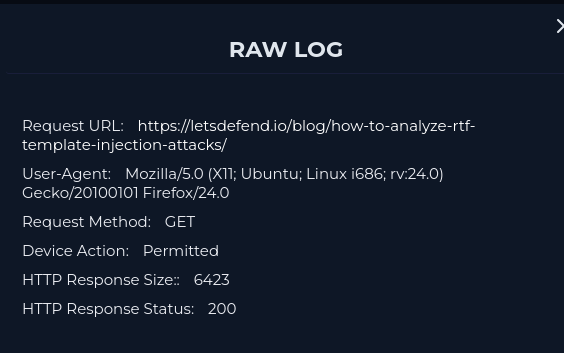 RAW LOG
Request URL: https://letsdefend.io/blog/how-to-analyze-rtf-
template-injection-attacks/
User-Agent: Mozilla/5.0 (X11; Ubuntu; Linux i686; rv:24.0)
Gecko/20100101 Firefox/24.0
Request Method: GET
Device Action: Permitted
HTTP Response Size:: 6423
HTTP Response Status: 200